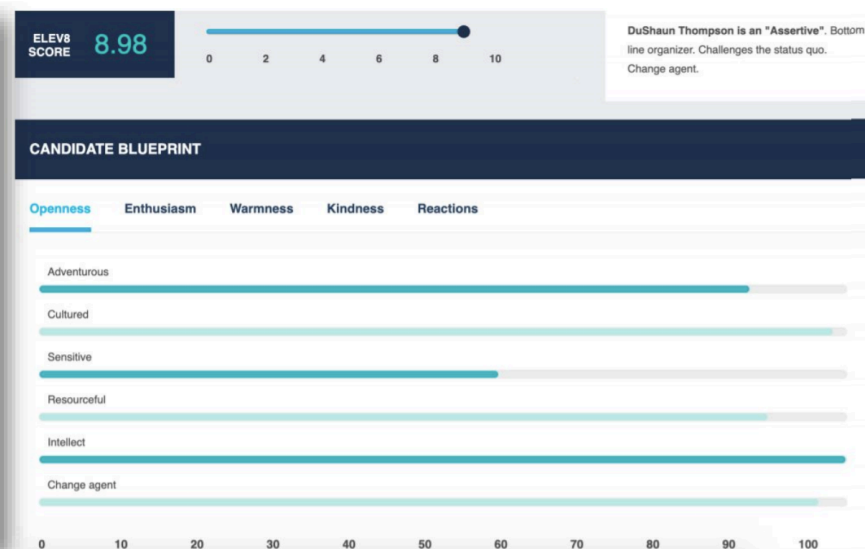 ELEV8
SCORE
8.98
0 2 4 6 8 10
DuShaun Thompson is an "Assertive". Bottom
line organizer. Challenges the status quo.
Change agent.
CANDIDATE BLUEPRINT
Openness Enthusiasm Warmness Kindness Reactions
Adventurous
Cultured
Sensitive
Resourceful
Intellect
Change agent
0 10 20 30 40 50 60 70 80 90 100